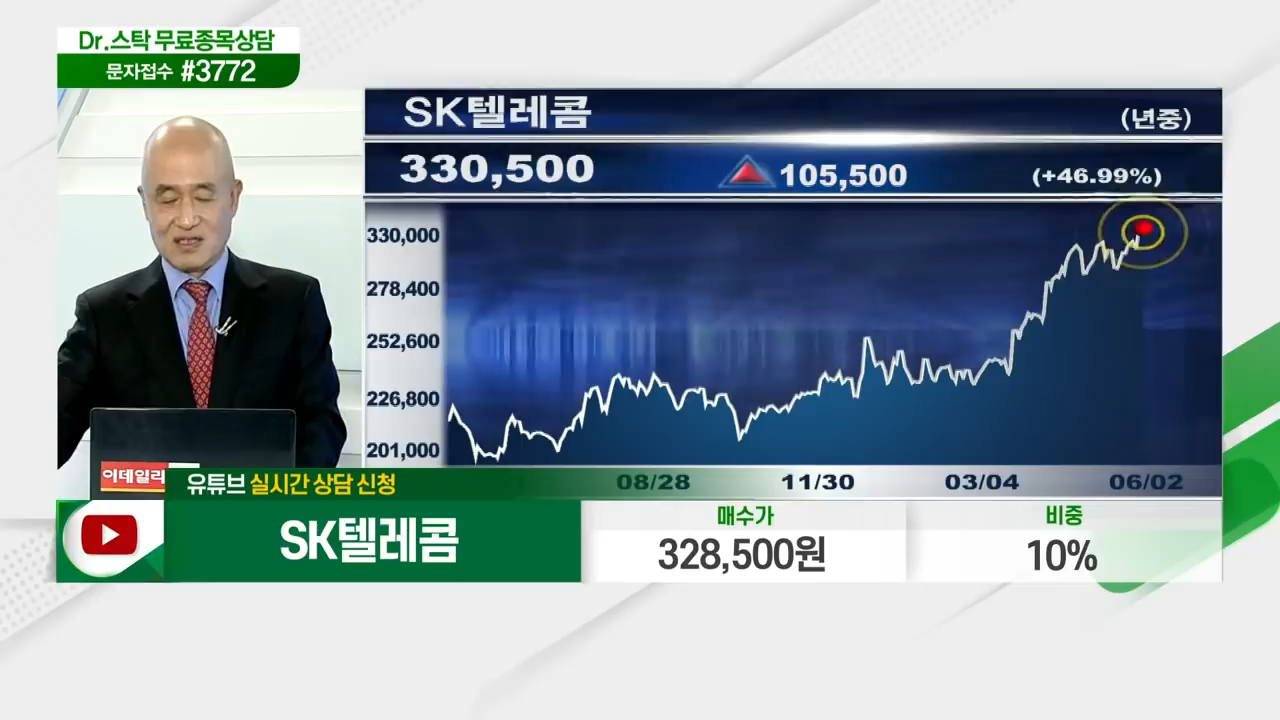 Dr.스탁 무료종목상담
문자접수 #3772
SK텔레콤
(년중)
330,500
105,500
(+46.99%)
330,000
278,400
252,600
226,800
201,000
08/28
11/30
03/04
06/02
이데일리
유튜브 실시간 상담 신청
SK텔레콤
매수가
328,500원
비중
10%